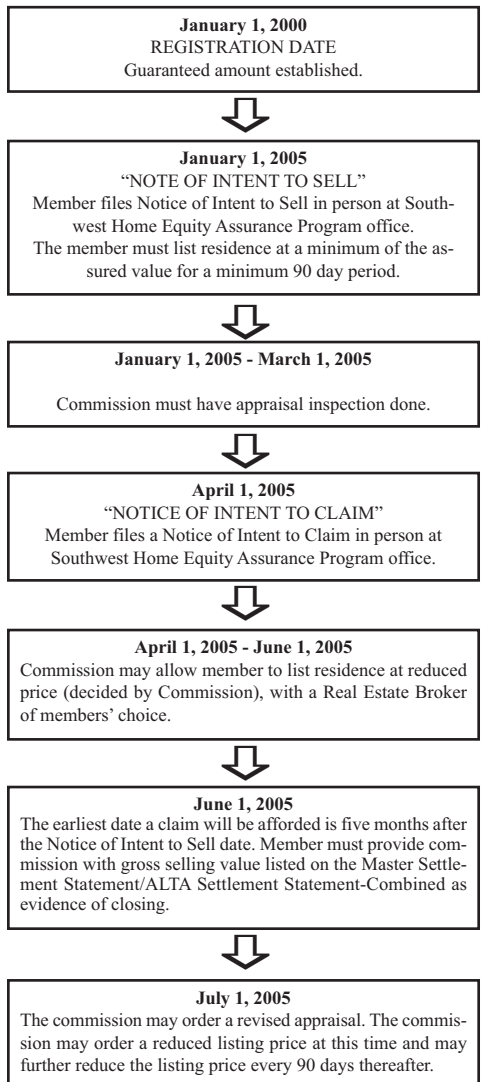 January 1, 2000
REGISTRATION DATE
Guaranteed amount established.
January 1, 2005
“NOTE OF INTENT TO SELL”
Member files Notice of Intent to Sell in person at South-
west Home Equity Assurance Program office.
The member must list residence at a minimum of the as-
sured value for a minimum 90 day period.
January 1, 2005 - March 1, 2005
Commission must have appraisal inspection done.
April 1, 2005
“NOTICE OF INTENT TO CLAIM”
Member files a Notice of Intent to Claim in person at
Southwest Home Equity Assurance Program office.
April 1, 2005 - June 1, 2005
Commission may allow member to list residence at reduced
price (decided by Commission), with a Real Estate Broker
of members’ choice.
June 1, 2005
The earliest date a claim will be afforded is five months after
the Notice of Intent to Sell date. Member must provide com-
mission with gross selling value listed on the Master Settle-
ment Statement/ALTA Settlement Statement-Combined as
evidence of closing.
July 1, 2005
The commission may order a revised appraisal. The commis-
sion may order a reduced listing price at this time and may
further reduce the listing price every 90 days thereafter.